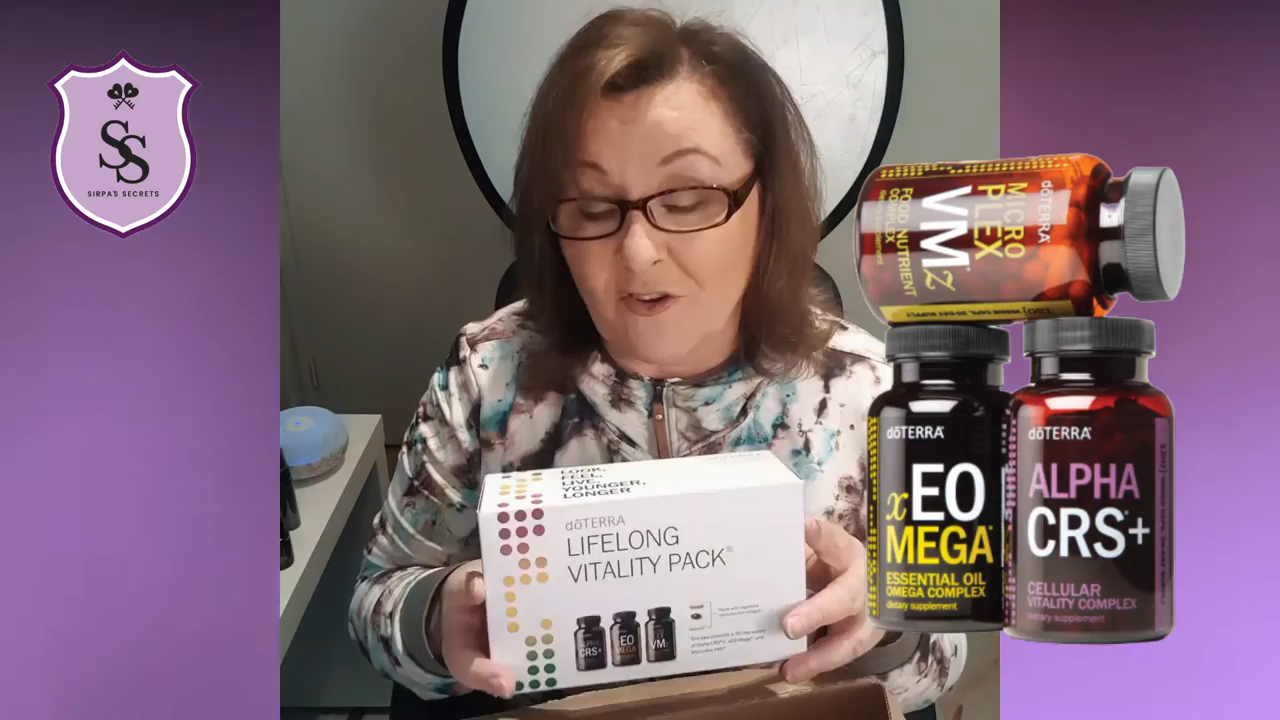 SS
SIRPA'S SECRETS
LOOK,
FEEL,
LIVE,
YOUNGER,
LONGER
dōTERRA
LIFELONG
VITALITY PACK®
ALPHA
CRS+
EO
MEGA
VM
dōTERRA
MICRO
PLEX
VMz
FOOD NUTRIENT
COMPLEX
dōTERRA
xEO
MEGA
ESSENTIAL OIL
OMEGA COMPLEX
dietary supplement
dōTERRA
ALPHA
CRS+
CELLULAR
VITALITY COMPLEX
dietary supplement